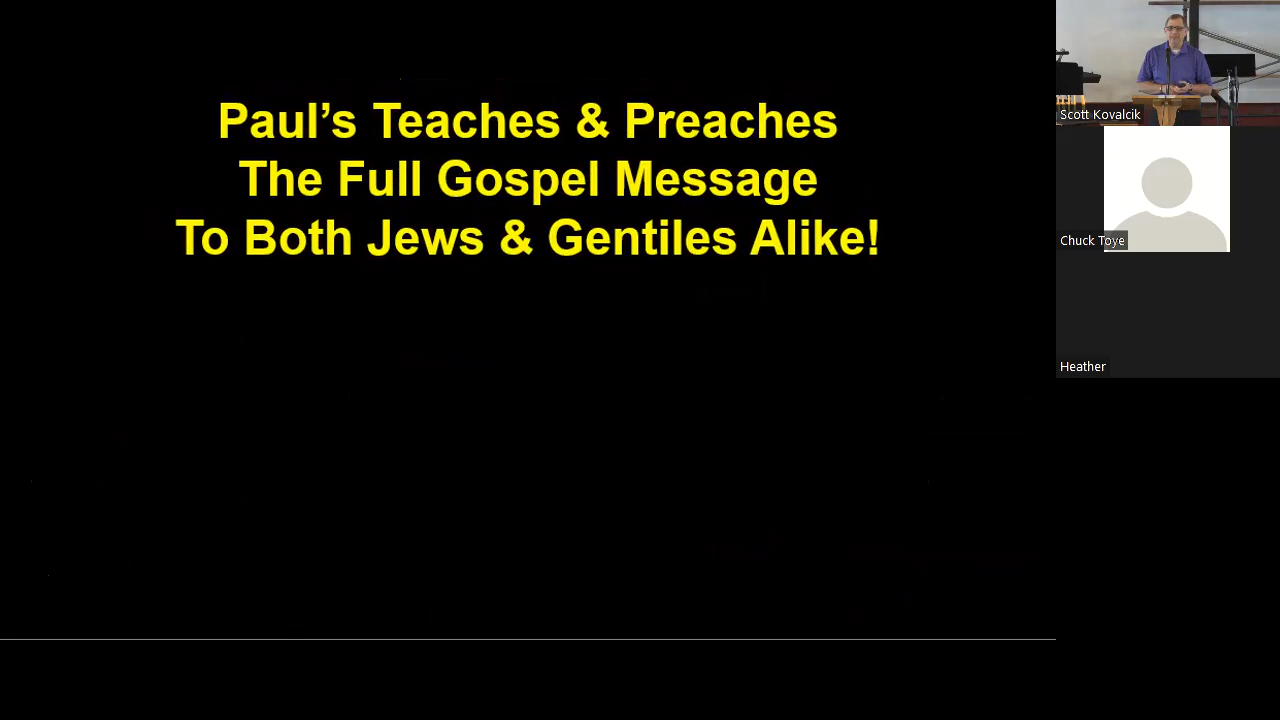 Paul’s Teaches & Preaches
The Full Gospel Message
To Both Jews & Gentiles Alike!
Scott Kovalcik
Chuck Toye
Heather